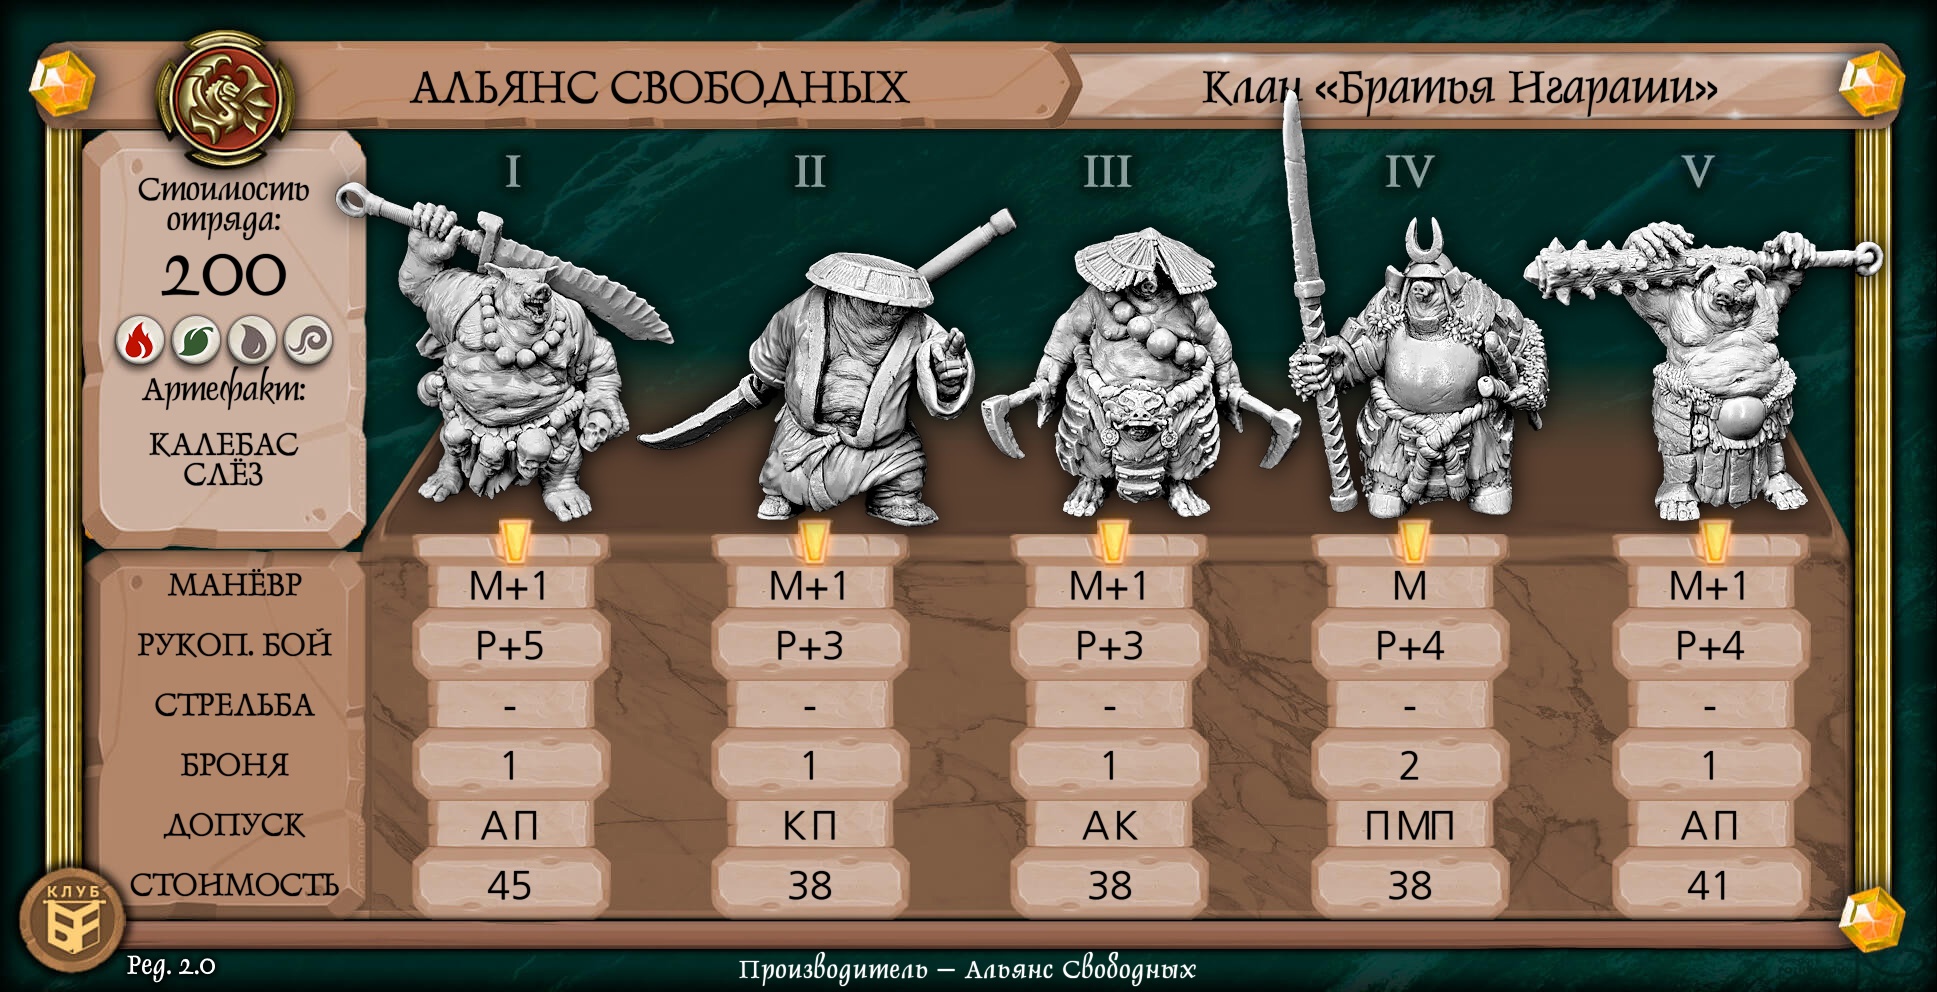 АЛЬЯНС СВОБОДНЫХ
Клан «Братья Нгараши»
Стоимость
отряда:
200
Артефакт:
КАЛЕБАС
СЛЁЗ
I II III IV V
МАНЁВР М+1 М+1 М+1 М М+1
РУКОП. БОЙ Р+5 Р+3 Р+3 Р+4 Р+4
СТРЕЛЬБА - - - - -
БРОНЯ 1 1 1 2 1
ДОПУСК АП КП АК ПМП АП
СТОИМОСТЬ 45 38 38 38 41
КЛУБ
БФ
Ред. 2.0
Производитель – Альянс Свободных